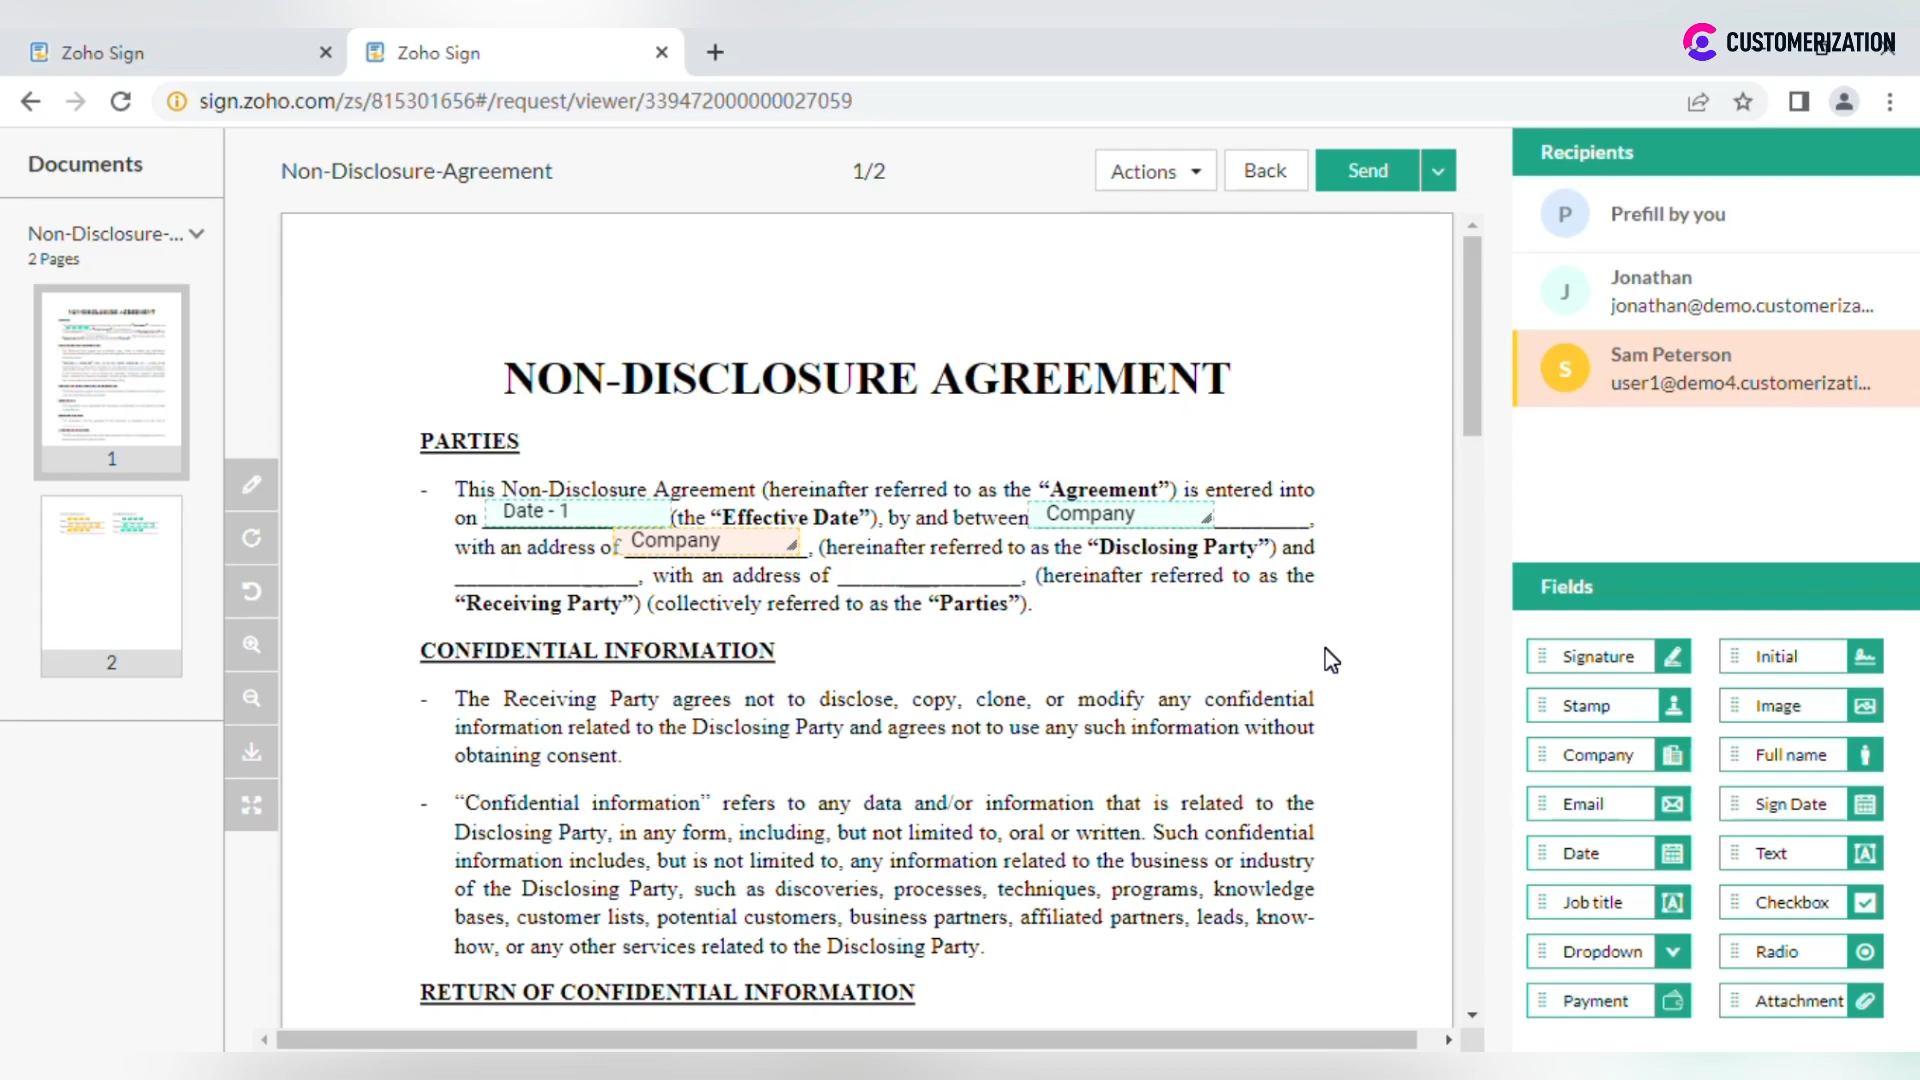 Zoho Sign
Zoho Sign
CUSTOMERIZATION
sign.zoho.com/zs/815301656#/request/viewer/339472000000027059
Documents
Non-Disclosure-Agreement
1/2
Actions
Back
Send
Recipients
Non-Disclosure-...
2 Pages
1
2
P
Prefill by you
J
Jonathan
jonathan@demo.customeriza...
S
Sam Peterson
user1@demo4.customerizati...
NON-DISCLOSURE AGREEMENT
PARTIES
- This Non-Disclosure Agreement (hereinafter referred to as the “Agreement”) is entered into
on Date - 1 (the “Effective Date”), by and between Company ________,
with an address of Company, (hereinafter referred to as the “Disclosing Party”) and
________________, with an address of ________________, (hereinafter referred to as the
“Receiving Party”) (collectively referred to as the “Parties”).
CONFIDENTIAL INFORMATION
- The Receiving Party agrees not to disclose, copy, clone, or modify any confidential
information related to the Disclosing Party and agrees not to use any such information without
obtaining consent.
- “Confidential information” refers to any data and/or information that is related to the
Disclosing Party, in any form, including, but not limited to, oral or written. Such confidential
information includes, but is not limited to, any information related to the business or industry
of the Disclosing Party, such as discoveries, processes, techniques, programs, knowledge
bases, customer lists, potential customers, business partners, affiliated partners, leads, know-
how, or any other services related to the Disclosing Party.
RETURN OF CONFIDENTIAL INFORMATION
Fields
Signature
Initial
Stamp
Image
Company
Full name
Email
Sign Date
Date
Text
Job title
Checkbox
Dropdown
Radio
Payment
Attachment